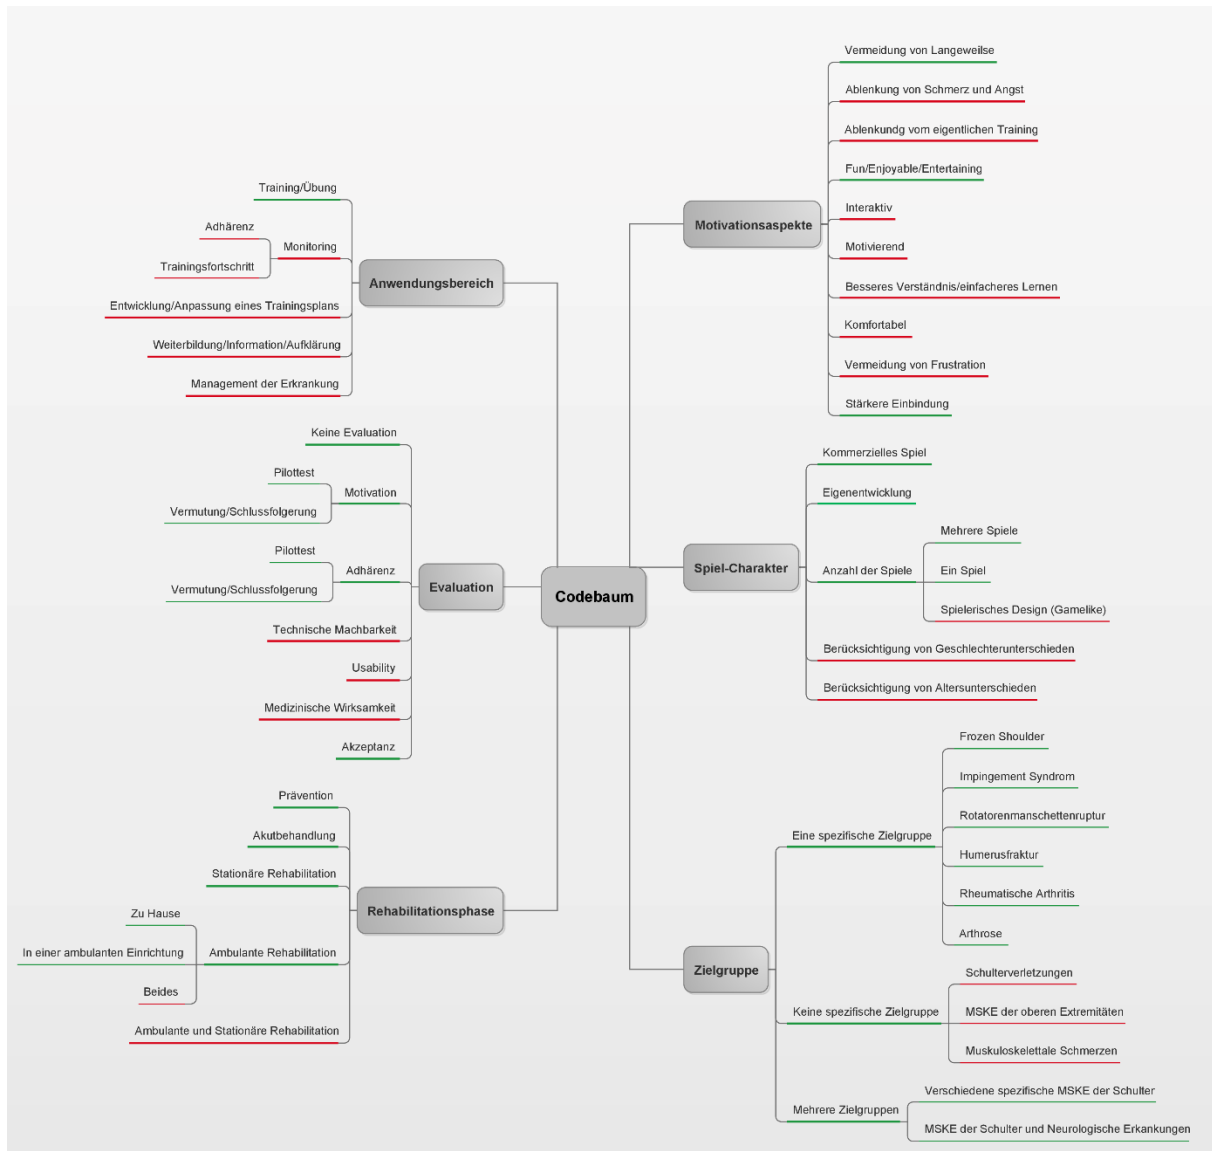 Codebaum
Anwendungsbereich
Training/Übung
Monitoring
Adhärenz
Trainingsfortschritt
Entwicklung/Anpassung eines Trainingsplans
Weiterbildung/Information/Aufklärung
Management der Erkrankung
Evaluation
Keine Evaluation
Motivation
Pilottest
Vermutung/Schlussfolgerung
Adhärenz
Pilottest
Vermutung/Schlussfolgerung
Technische Machbarkeit
Usability
Medizinische Wirksamkeit
Akzeptanz
Rehabilitationsphase
Prävention
Akutbehandlung
Stationäre Rehabilitation
Ambulante Rehabilitation
Zu Hause
In einer ambulanten Einrichtung
Beides
Ambulante und Stationäre Rehabilitation
Motivationsaspekte
Vermeidung von Langeweilse
Ablenkung von Schmerz und Angst
Ablenkundg vom eigentlichen Training
Fun/Enjoyable/Entertaining
Interaktiv
Motivierend
Besseres Verständnis/einfacheres Lernen
Komfortabel
Vermeidung von Frustration
Stärkere Einbindung
Spiel-Charakter
Kommerzielles Spiel
Eigenentwicklung
Anzahl der Spiele
Mehrere Spiele
Ein Spiel
Spielerisches Design (Gamelike)
Berücksichtigung von Geschlechterunterschieden
Berücksichtigung von Altersunterschieden
Zielgruppe
Eine spezifische Zielgruppe
Frozen Shoulder
Impingement Syndrom
Rotatorenmanschettenruptur
Humerusfraktur
Rheumatische Arthritis
Arthrose
Keine spezifische Zielgruppe
Schulterverletzungen
MSKE der oberen Extremitäten
Muskuloskelettale Schmerzen
Mehrere Zielgruppen
Verschiedene spezifische MSKE der Schulter
MSKE der Schulter und Neurologische Erkankungen